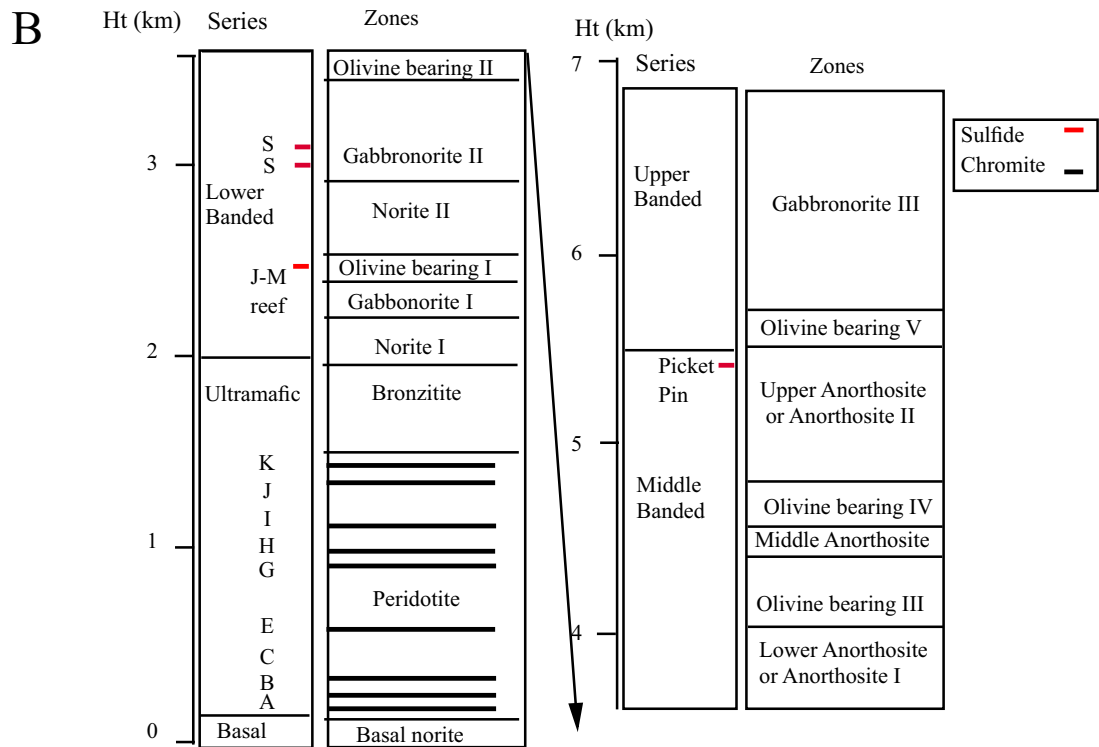 B
Ht (km)
Series
Zones
3
2
1
0
S
S
Lower
Banded
J-M
reef
Ultramafic
K
J
I
H
G
E
C
B
A
Basal
Olivine bearing II
Gabbronorite II
Norite II
Olivine bearing I
Gabbonorite I
Norite I
Bronzitite
Peridotite
Basal norite
Ht (km)
Series
Zones
7
6
5
4
Upper
Banded
Picket
Pin
Middle
Banded
Gabbronorite III
Olivine bearing V
Upper Anorthosite
or Anorthosite II
Olivine bearing IV
Middle Anorthosite
Olivine bearing III
Lower Anorthosite
or Anorthosite I
Sulfide
Chromite